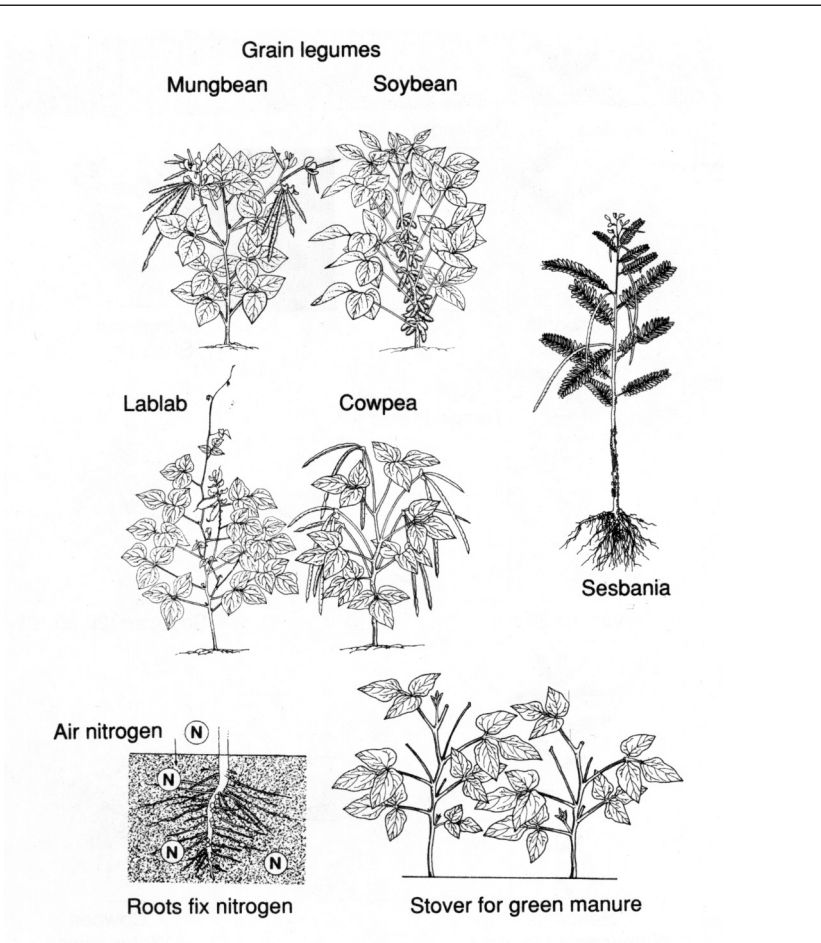 Grain legumes
Mungbean
Soybean
Lablab
Cowpea
Sesbania
Air nitrogen
N
N
N
N
Roots fix nitrogen
Stover for green manure